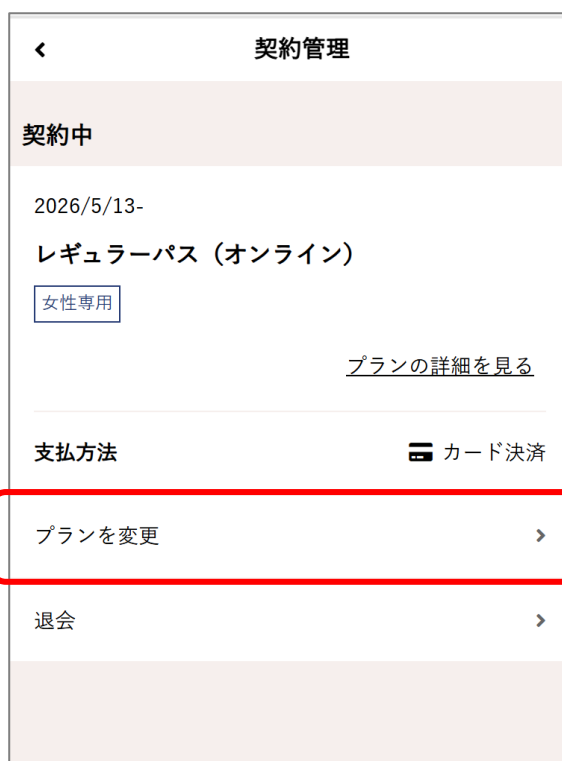 契約管理
契約中
2026/5/13-
レギュラーパス（オンライン）
女性専用
プランの詳細を見る
支払方法 カード決済
プランを変更
退会